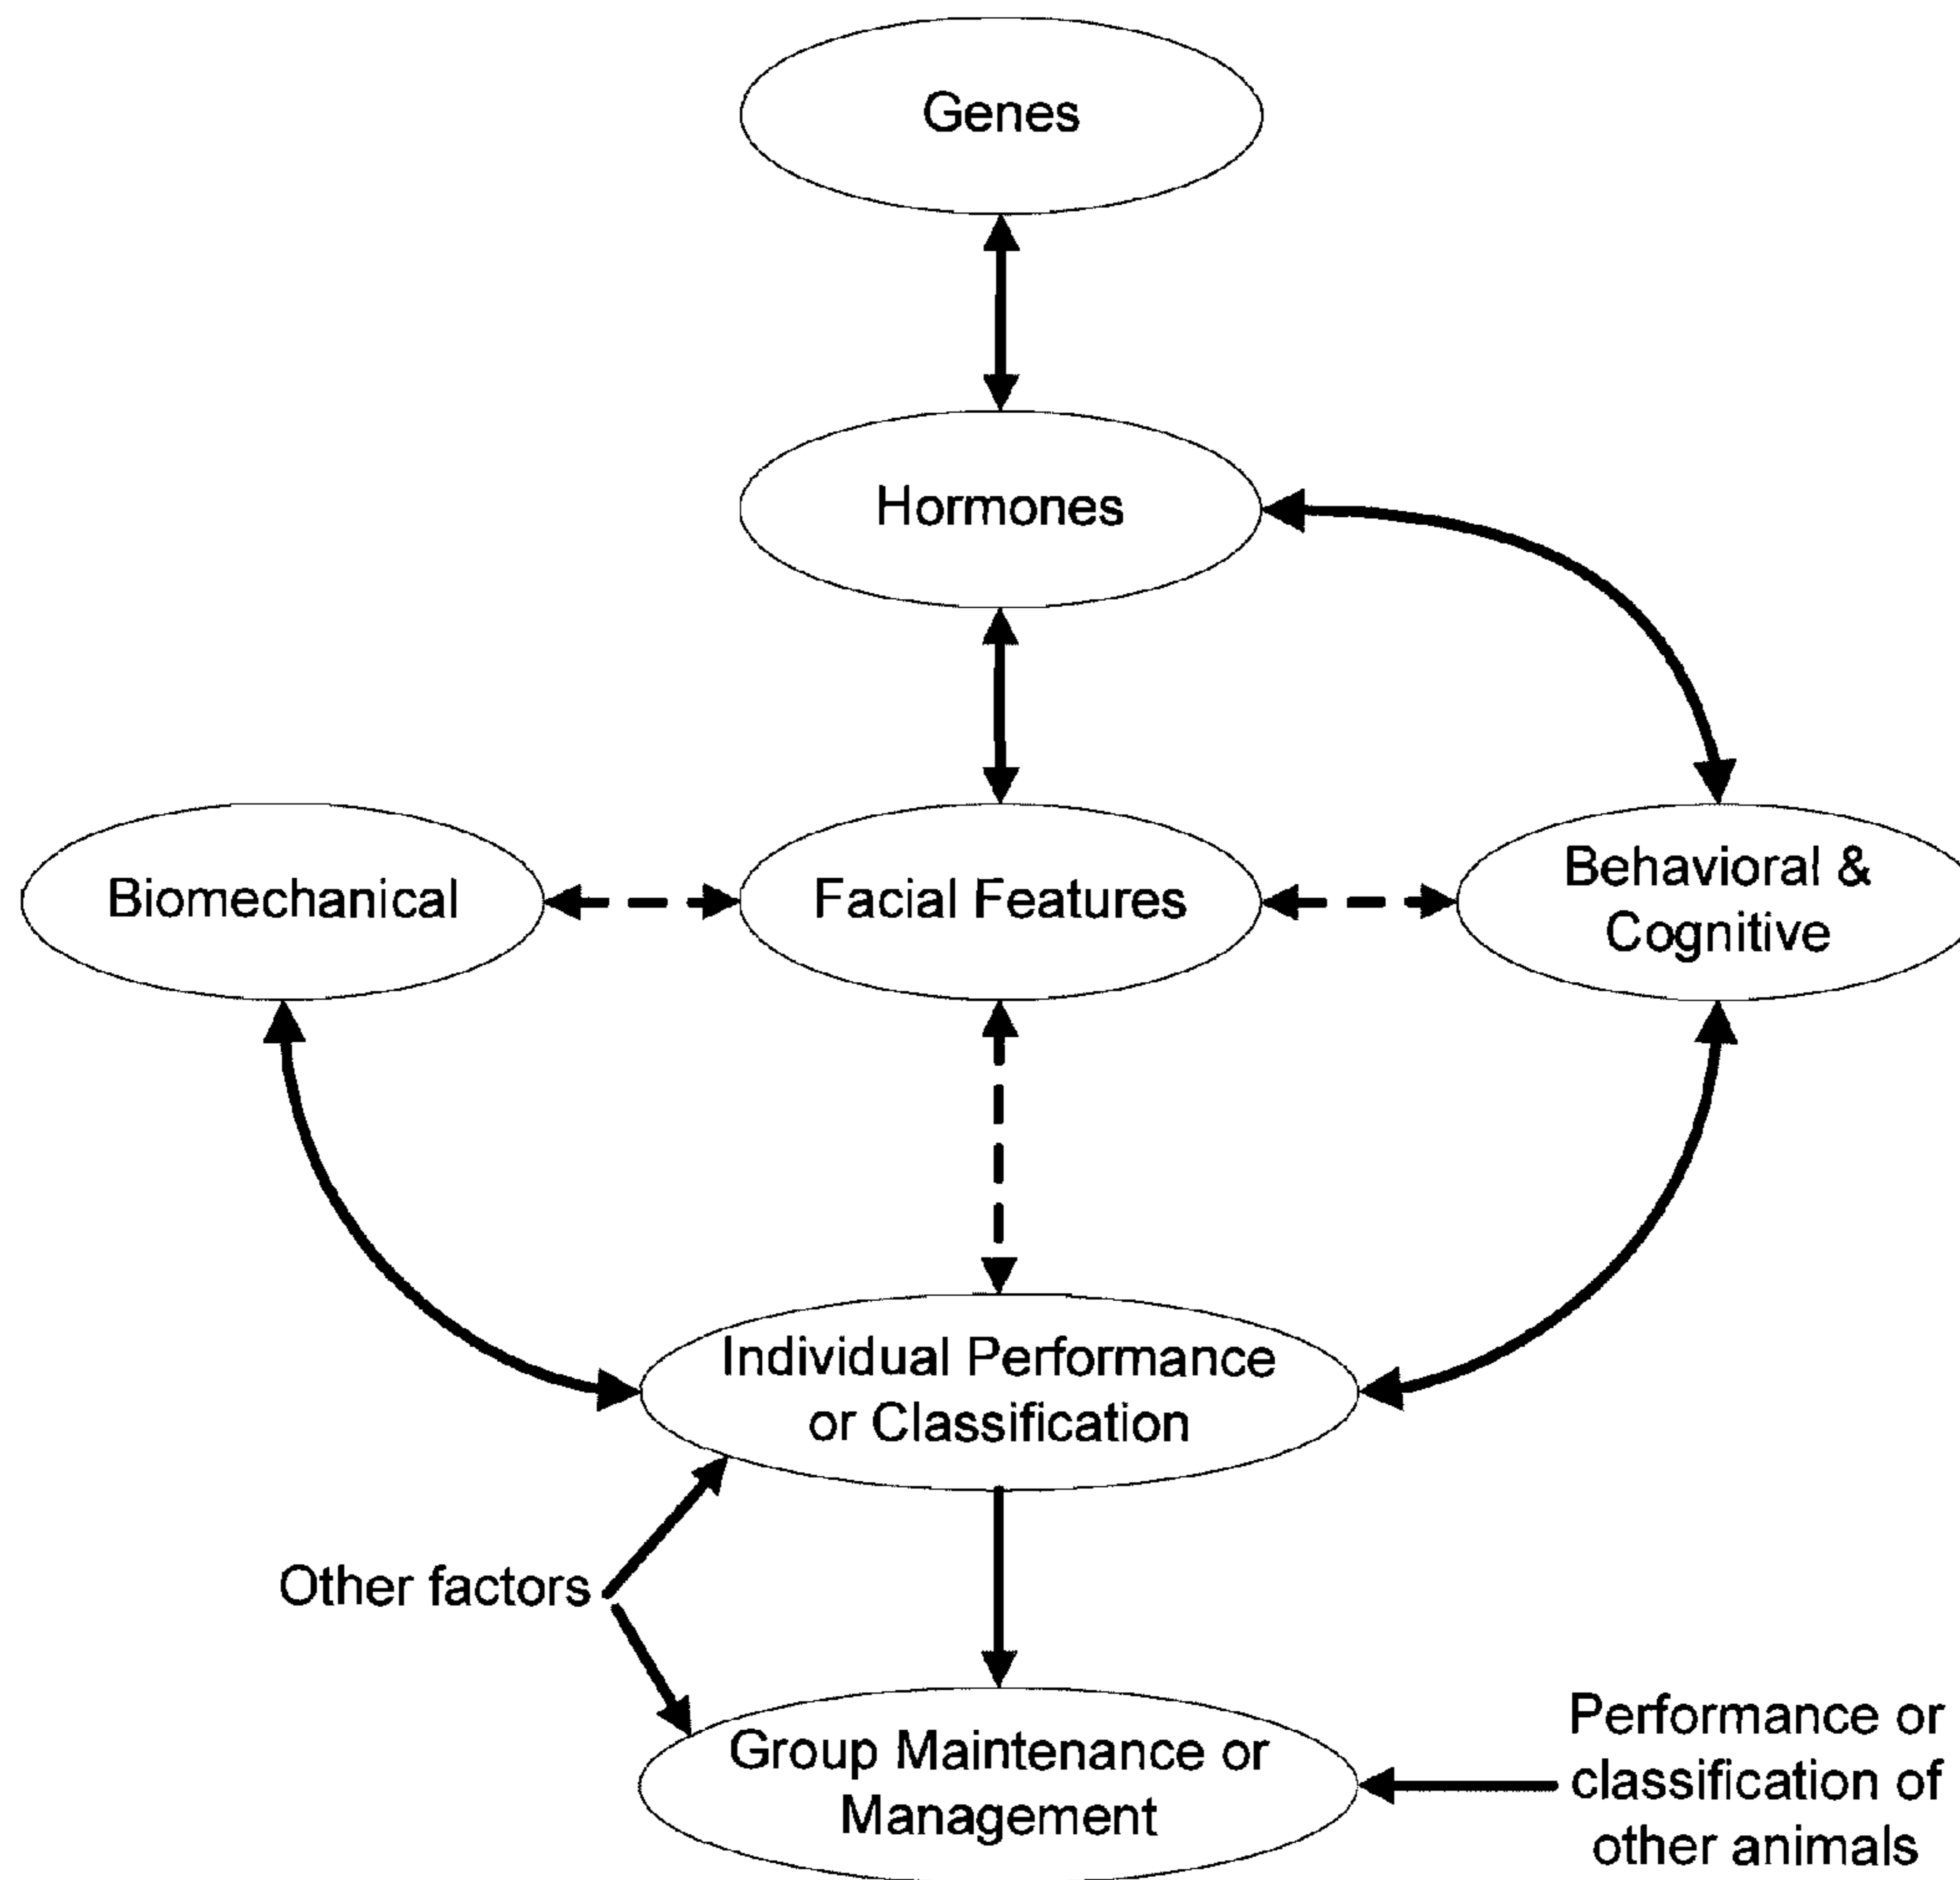 Genes
Hormones
Biomechanical
Facial Features
Behavioral &
Cognitive
Individual Performance
or Classification
Other factors
Group Maintenance or
Management
Performance or
classification of
other animals